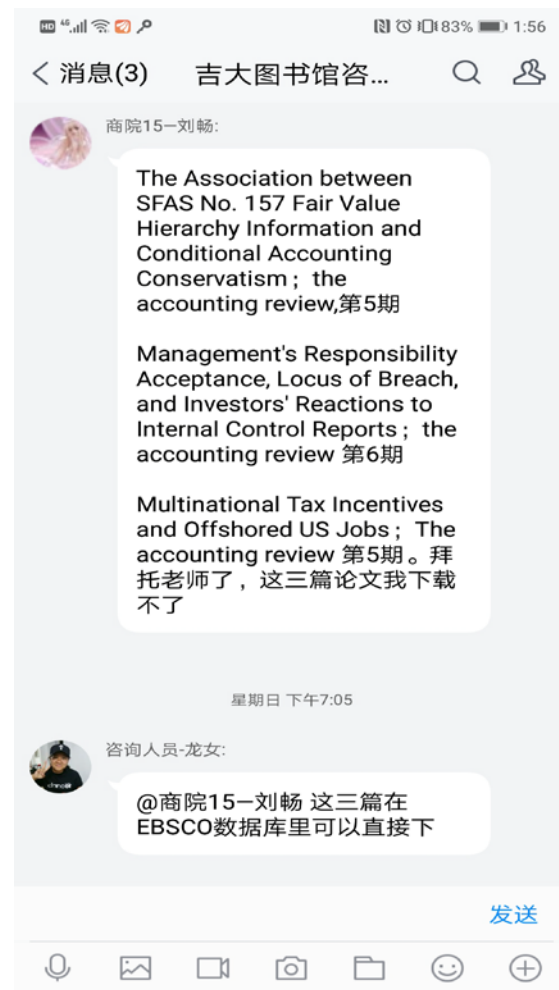 HD 46 83% 1:56
消息(3) 吉大图书馆咨...
商院15—刘畅:
The Association between
SFAS No. 157 Fair Value
Hierarchy Information and
Conditional Accounting
Conservatism；the
accounting review,第5期
Management's Responsibility
Acceptance, Locus of Breach,
and Investors' Reactions to
Internal Control Reports；the
accounting review 第6期
Multinational Tax Incentives
and Offshored US Jobs；The
accounting review 第5期。拜
托老师了，这三篇论文我下载
不了
星期日 下午7:05
咨询人员-龙女:
@商院15—刘畅 这三篇在
EBSCO数据库里可以直接下
发送